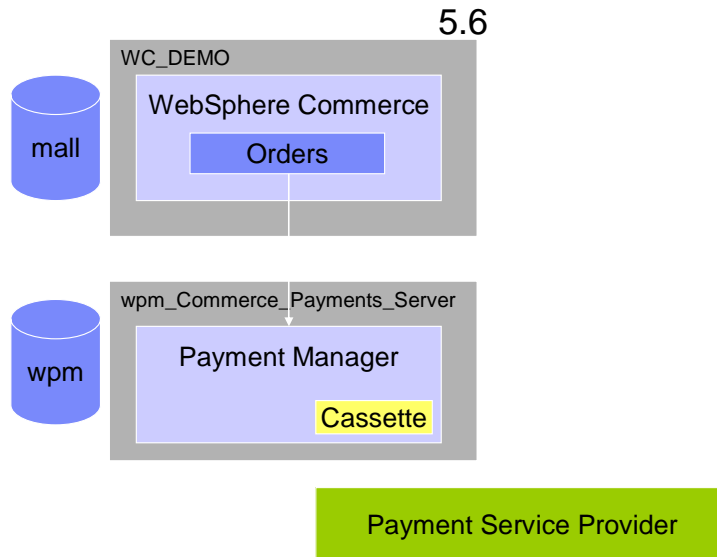 5.6
WC_DEMO
WebSphere Commerce
mall
Orders
wpm_Commerce_Payments_Server
Payment Manager
wpm
Cassette
Payment Service Provider